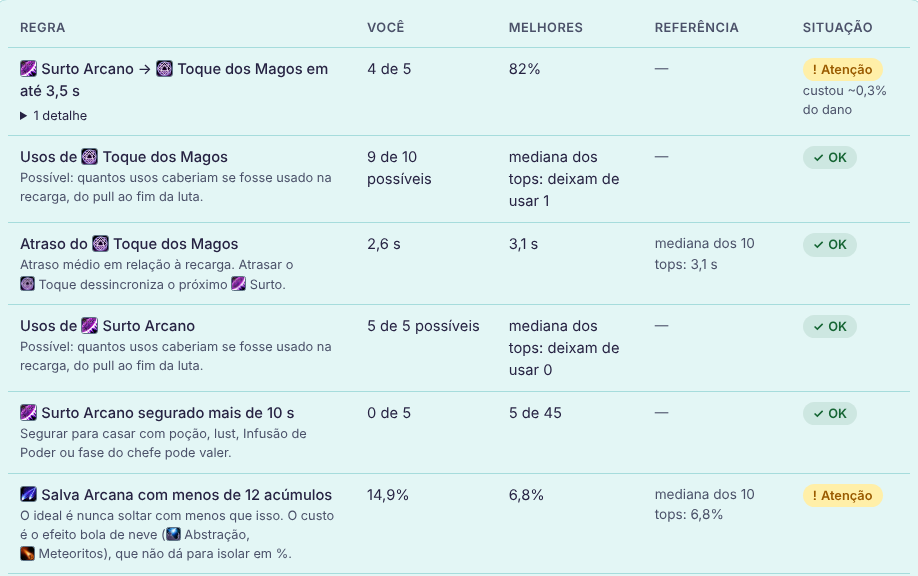 REGRA VOCÊ MELHORES REFERÊNCIA SITUAÇÃO
Surto Arcano → Toque dos Magos em
até 3,5 s
▶ 1 detalhe
4 de 5
82%
—
! Atenção
custou ~0,3%
do dano
Usos de Toque dos Magos
Possível: quantos usos caberiam se fosse usado na
recarga, do pull ao fim da luta.
9 de 10
possíveis
mediana dos
tops: deixam de
usar 1
—
✓ OK
Atraso do Toque dos Magos
Atraso médio em relação à recarga. Atrasar o
Toque dessincroniza o próximo Surto.
2,6 s
3,1 s
mediana dos 10
tops: 3,1 s
✓ OK
Usos de Surto Arcano
Possível: quantos usos caberiam se fosse usado na
recarga, do pull ao fim da luta.
5 de 5 possíveis
mediana dos
tops: deixam de
usar 0
—
✓ OK
Surto Arcano segurado mais de 10 s
Segurar para casar com poção, lust, Infusão de
Poder ou fase do chefe pode valer.
0 de 5
5 de 45
—
✓ OK
Salva Arcana com menos de 12 acúmulos
O ideal é nunca soltar com menos que isso. O custo
é o efeito bola de neve (Abstração,
Meteoritos), que não dá para isolar em %.
14,9%
6,8%
mediana dos 10
tops: 6,8%
! Atenção